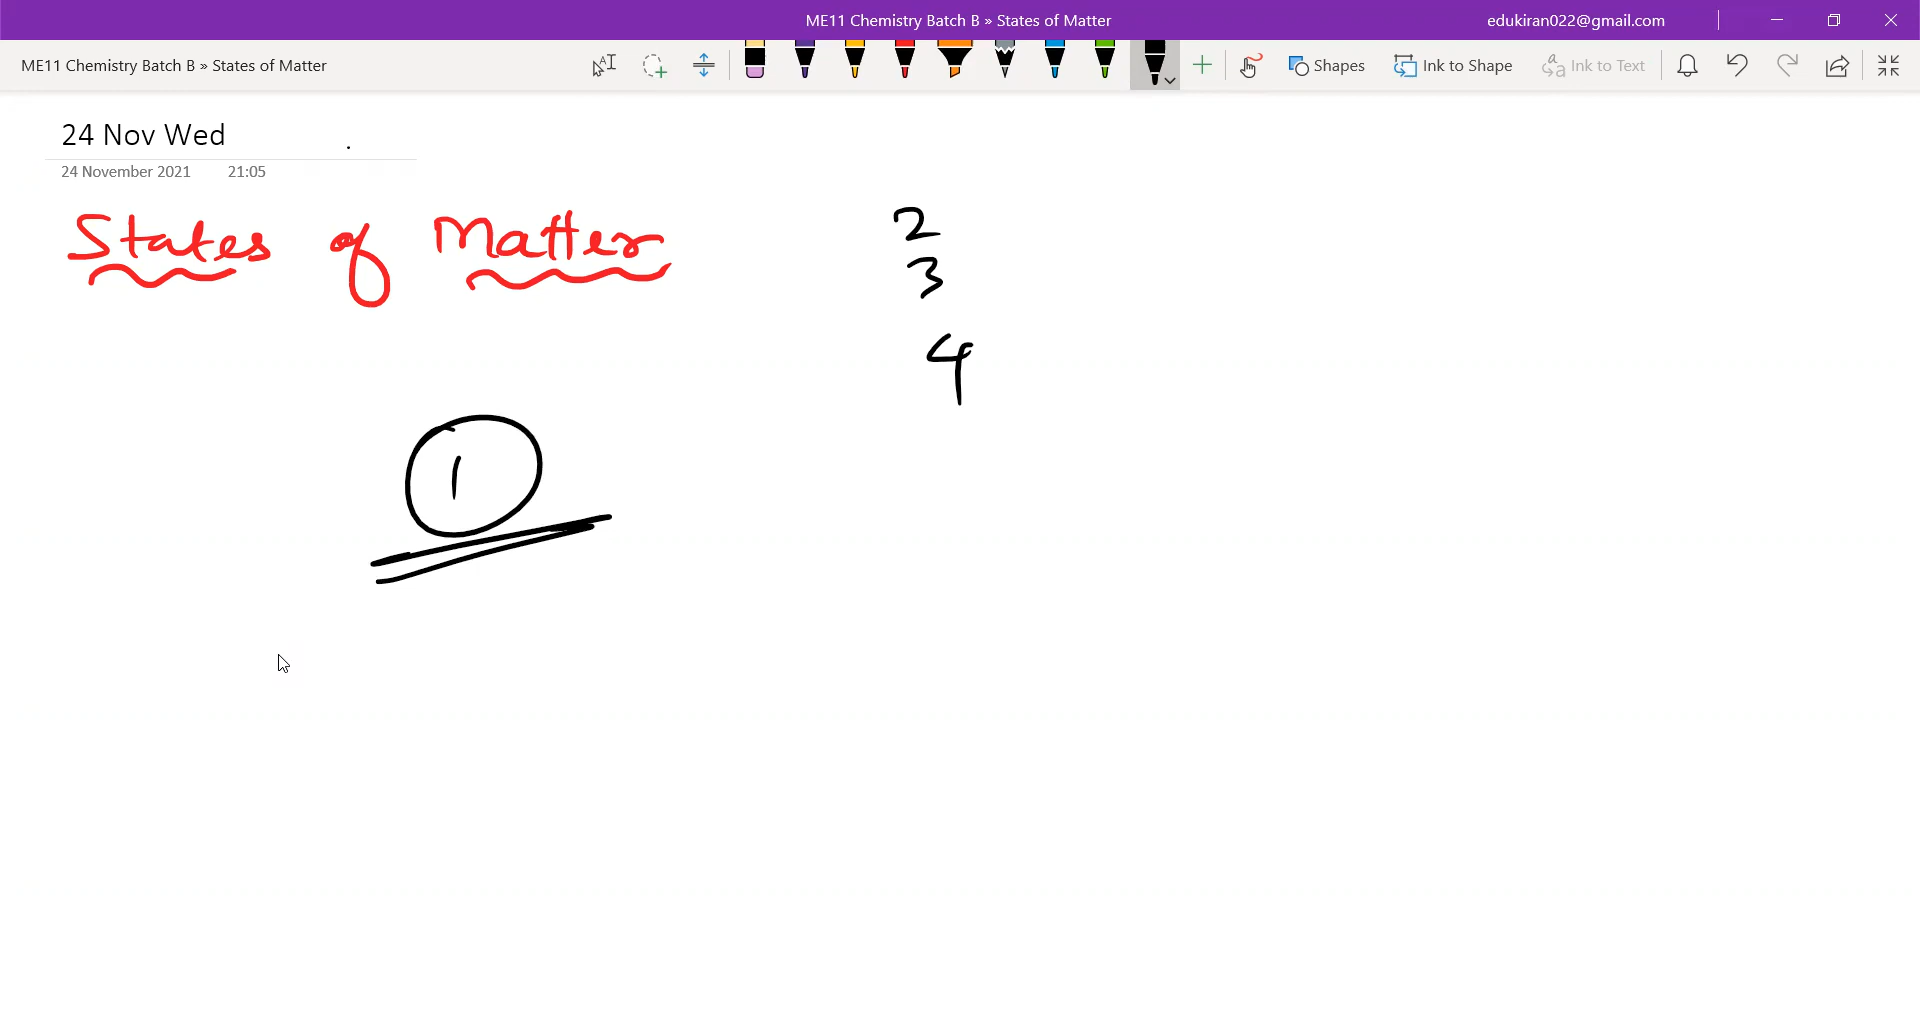 ME11 Chemistry Batch B » States of Matter
edukiran022@gmail.com
ME11 Chemistry Batch B » States of Matter
Shapes
Ink to Shape
Ink to Text
24 Nov Wed
24 November 2021 21:05
States of Matter
2
3
4
1